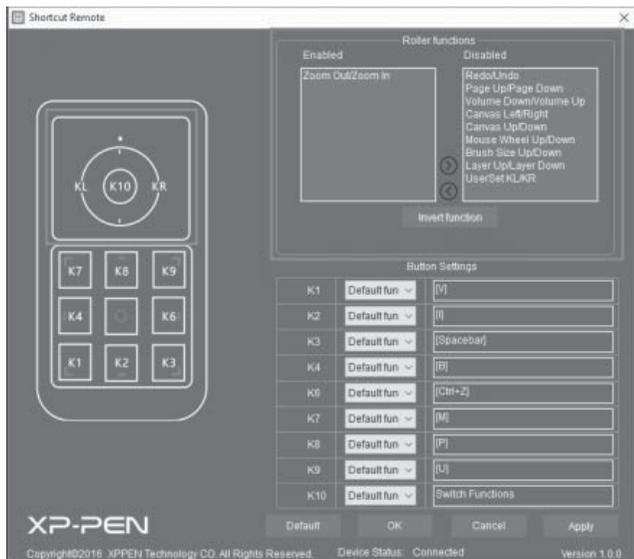 Shortcut Remote
Roller functions
Enabled
Disabled
Zoom Out/Zoom In
Redo/Undo
Page Up/Page Down
Volume Down/Volume Up
Canvas Left/Right
Canvas Up/Down
Mouse Wheel Up/Down
Brush Size Up/Down
Layer Up/Layer Down
UserSet KL/KR
Invert function
KL
K10
KR
K7
K8
K9
K4
K6
K1
K2
K3
Button Settings
K1 Default fun [V]
K2 Default fun [I]
K3 Default fun [Spacebar]
K4 Default fun [B]
K6 Default fun [Ctrl+Z]
K7 Default fun [M]
K8 Default fun [P]
K9 Default fun [U]
K10 Default fun Switch Functions
XP-PEN
Default
OK
Cancel
Apply
Copyright©2016 XPPEN Technology CO. All Rights Reserved.
Device Status: Connected
Version 1.0.0